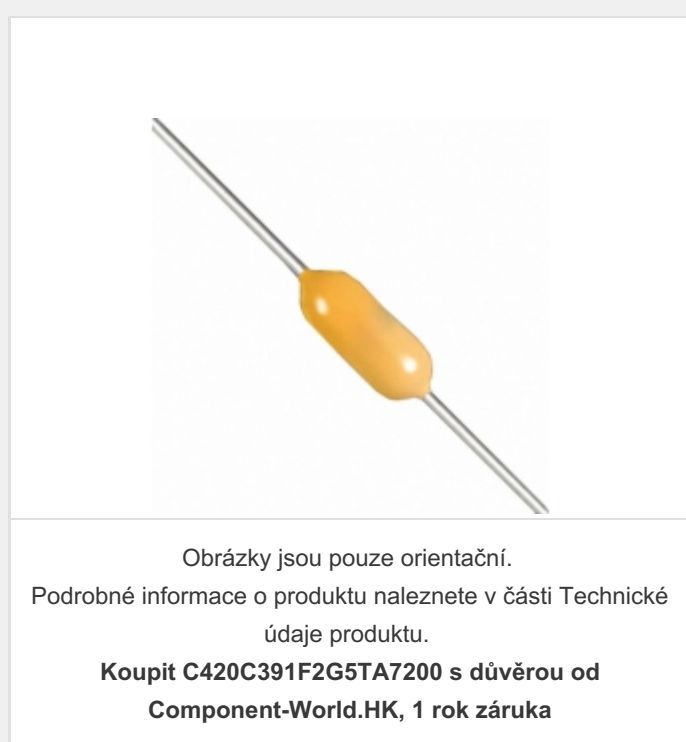 Obrázky jsou pouze orientační.
Podrobné informace o produktu naleznete v části Technické
údaje produktu.
Koupit C420C391F2G5TA7200 s důvěrou od
Component-World.HK, 1 rok záruka